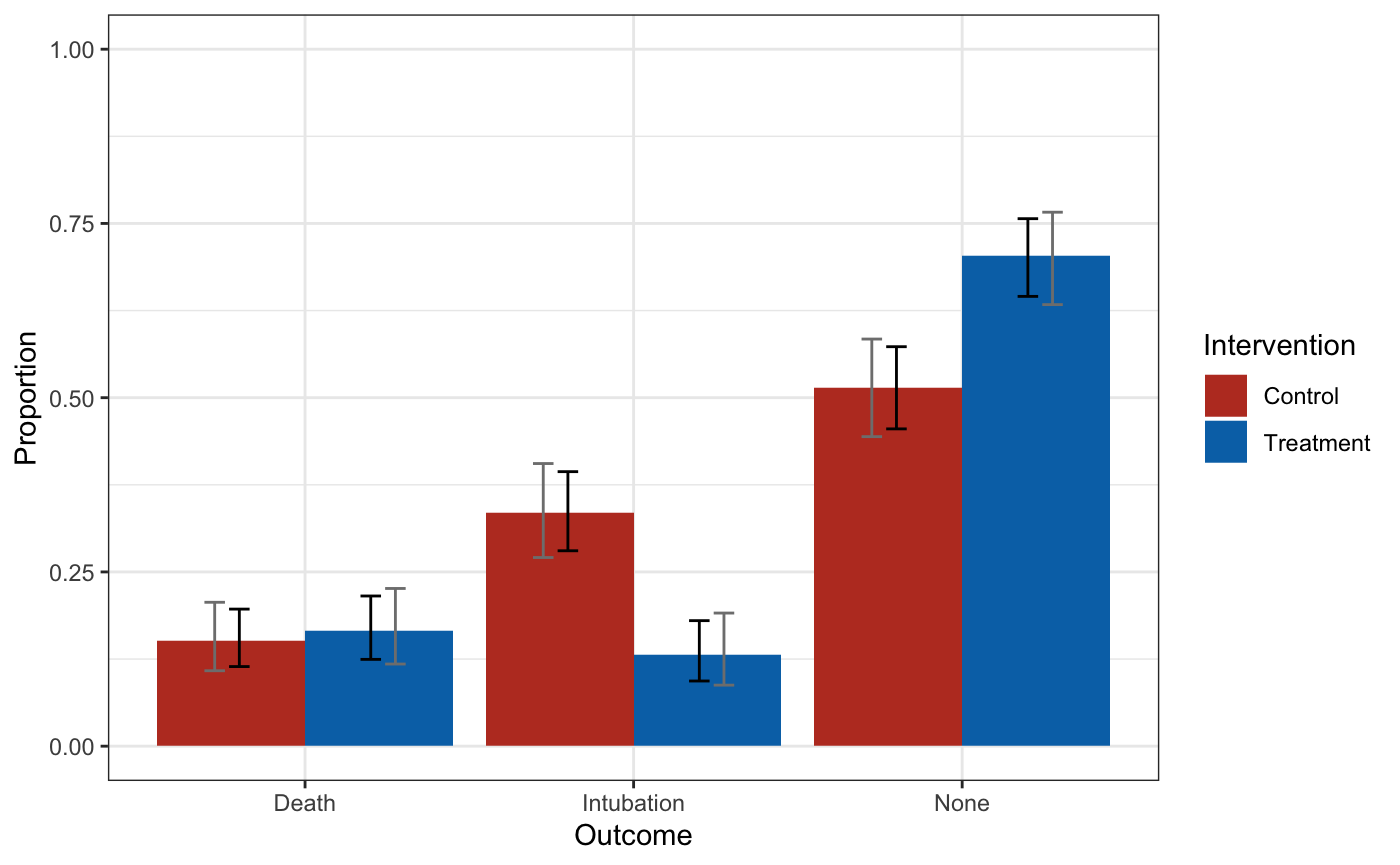 1.00
0.75
0.50
0.25
0.00
Proportion
Death Intubation None
Outcome
Intervention
Control
Treatment